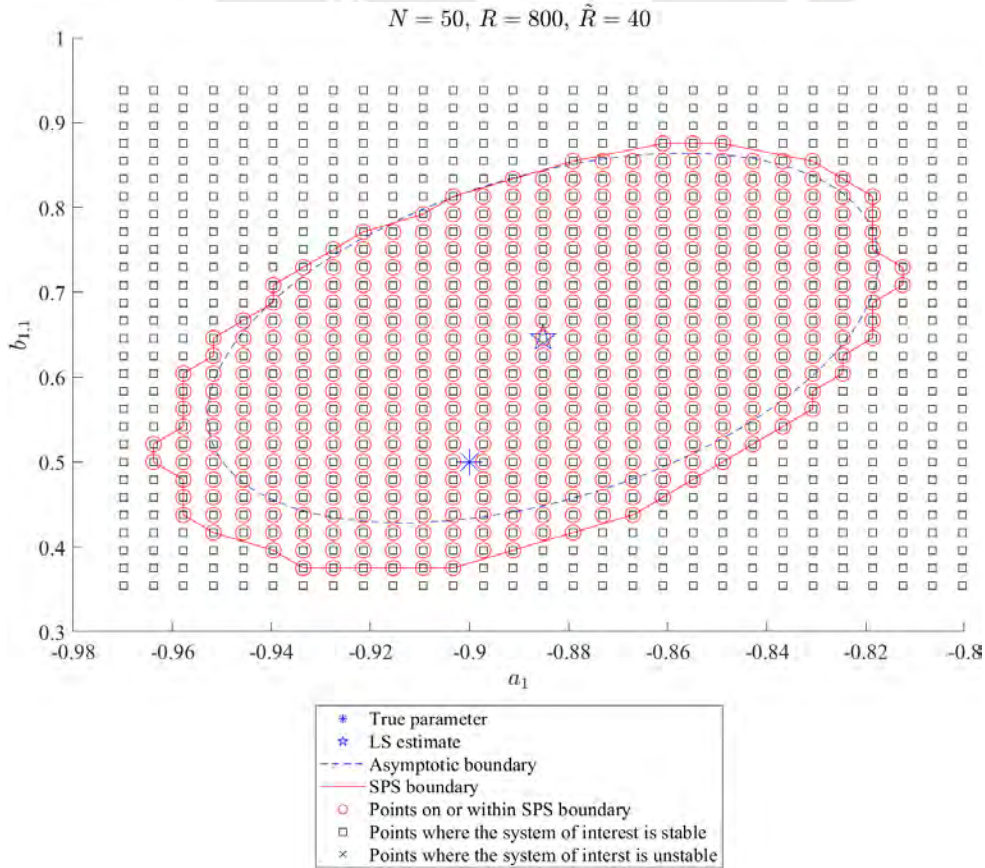 N = 50, R = 800, R̃ = 40
1
0.9
0.8
0.7
0.6
0.5
0.4
0.3
b₁,₁
-0.98 -0.96 -0.94 -0.92 -0.9 -0.88 -0.86 -0.84 -0.82 -0.8
a₁
True parameter
LS estimate
Asymptotic boundary
SPS boundary
Points on or within SPS boundary
Points where the system of interest is stable
Points where the system of interst is unstable